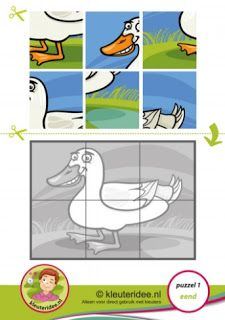 kleuteridee.nl
© kleuteridee.nl
Alleen voor direct gebruik met kleuters
puzzel 1
eend